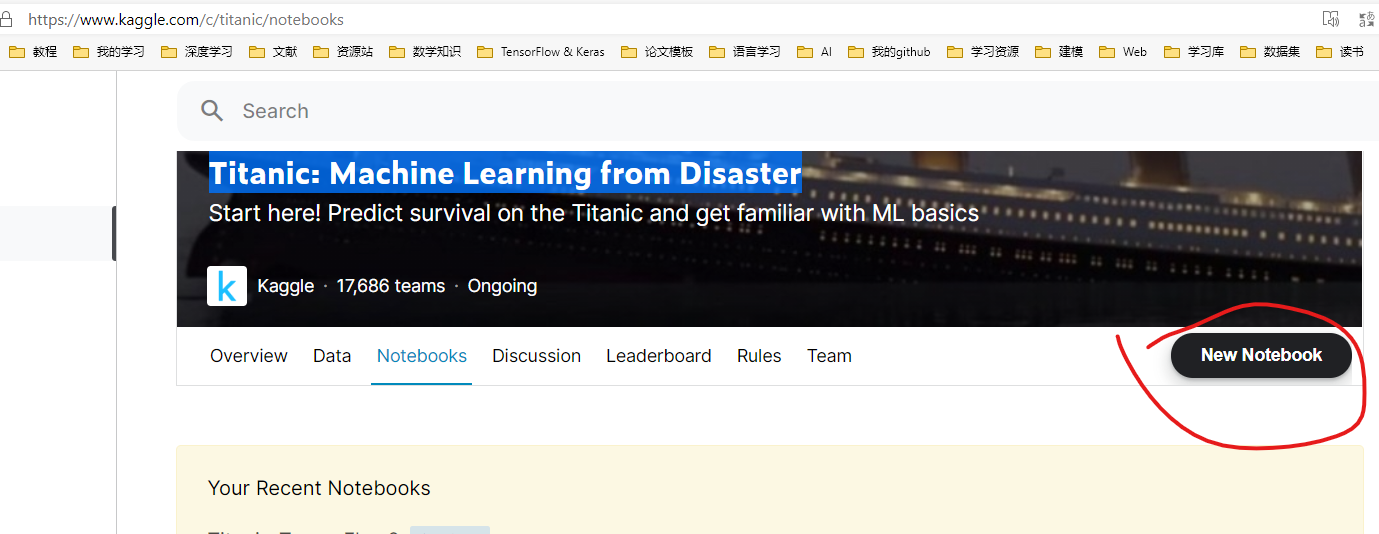 https://www.kaggle.com/c/titanic/notebooks
教程 我的学习 深度学习 文献 资源站 数学知识 TensorFlow & Keras 论文模板 语言学习 AI 我的github 学习资源 建模 Web 学习库 数据集 读书
Search
Titanic: Machine Learning from Disaster
Start here! Predict survival on the Titanic and get familiar with ML basics
k Kaggle · 17,686 teams · Ongoing
Overview Data Notebooks Discussion Leaderboard Rules Team New Notebook
Your Recent Notebooks